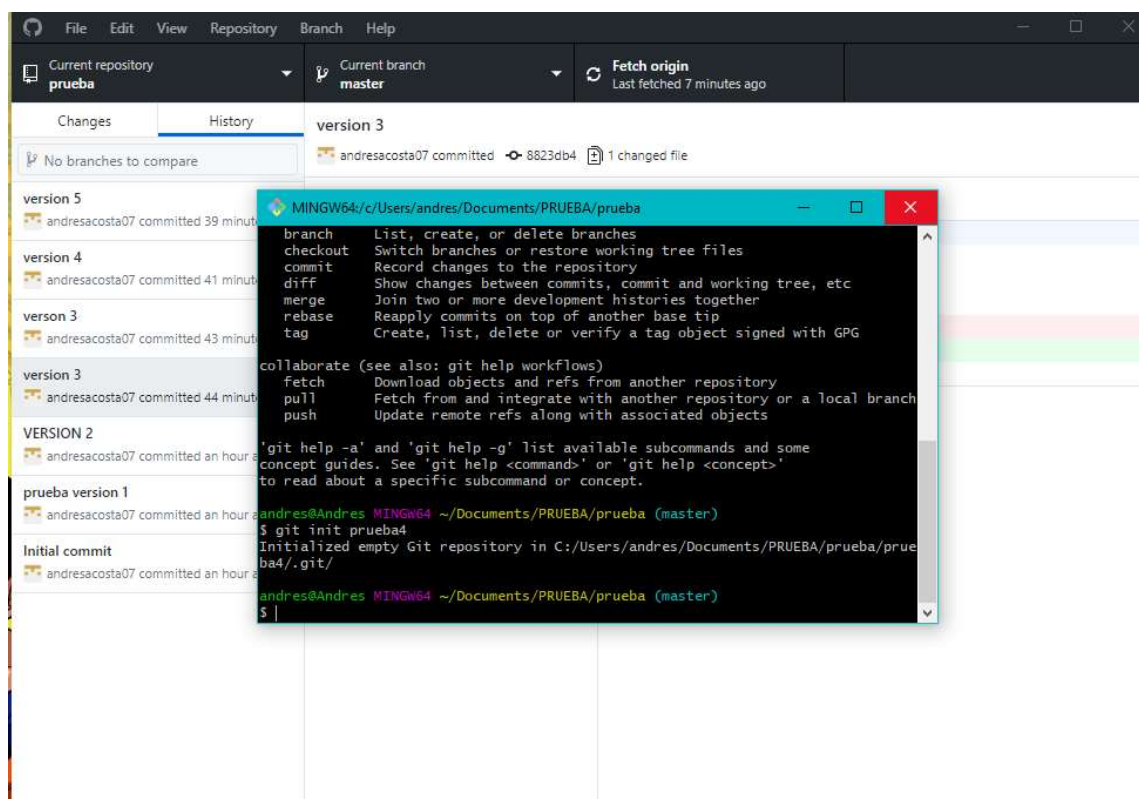 File Edit View Repository Branch Help
Current repository
prueba
Current branch
master
Fetch origin
Last fetched 7 minutes ago
Changes History
No branches to compare
version 5
andresacosta07 committed 39 minut
version 4
andresacosta07 committed 41 minut
verson 3
andresacosta07 committed 43 minut
version 3
andresacosta07 committed 44 minut
VERSION 2
andresacosta07 committed an hour a
prueba version 1
andresacosta07 committed an hour a
Initial commit
andresacosta07 committed an hour a
version 3
andresacosta07 committed 8823db4 1 changed file
MINGW64:/c/Users/andres/Documents/PRUEBA/prueba
branch List, create, or delete branches
checkout Switch branches or restore working tree files
commit Record changes to the repository
diff Show changes between commits, commit and working tree, etc
merge Join two or more development histories together
rebase Reapply commits on top of another base tip
tag Create, list, delete or verify a tag object signed with GPG
collaborate (see also: git help workflows)
fetch Download objects and refs from another repository
pull Fetch from and integrate with another repository or a local branch
push Update remote refs along with associated objects
'git help -a' and 'git help -g' list available subcommands and some
concept guides. See 'git help <command>' or 'git help <concept>'
to read about a specific subcommand or concept.
andres@Andres MINGW64 ~/Documents/PRUEBA/prueba (master)
$ git init prueba4
Initialized empty Git repository in C:/Users/andres/Documents/PRUEBA/prueba/prue
ba4/.git/
andres@Andres MINGW64 ~/Documents/PRUEBA/prueba (master)
$